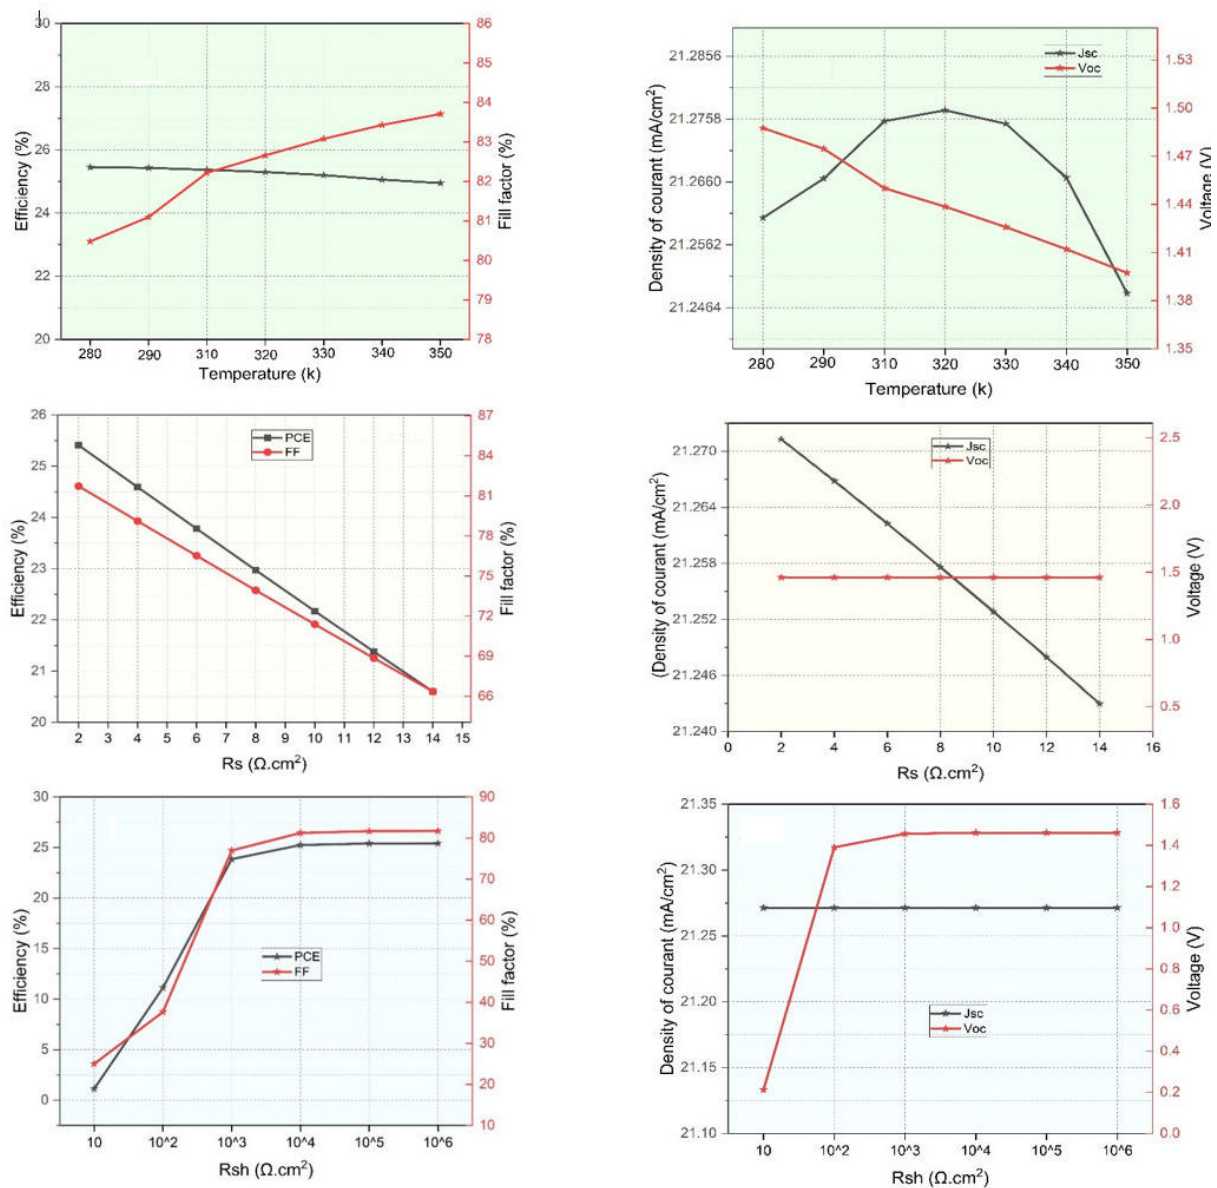 30
28
26
24
22
20
Efficiency (%)
86
85
84
83
82
81
80
79
78
Fill factor (%)
280 290 310 320 330 340 350
Temperature (k)
21.2856
21.2758
21.2660
21.2562
21.2464
Density of courant (mA/cm²)
Jsc
Voc
1.53
1.50
1.47
1.44
1.41
1.38
1.35
Voltage (V)
280 290 310 320 330 340 350
Temperature (k)
26
25
24
23
22
21
20
Efficiency (%)
PCE
FF
87
84
81
78
75
72
69
66
Fill factor (%)
2 3 4 5 6 7 8 9 10 11 12 13 14 15
Rs (Ω.cm²)
21.270
21.264
21.258
21.252
21.246
21.240
(Density of courant (mA/cm²)
Jsc
Voc
2.5
2.0
1.5
1.0
0.5
Voltage (V)
0 2 4 6 8 10 12 14 16
Rs (Ω.cm²)
30
25
20
15
10
5
0
Efficiency (%)
PCE
FF
90
80
70
60
50
40
30
20
10
Fill factor (%)
10 10^2 10^3 10^4 10^5 10^6
Rsh (Ω.cm²)
21.35
21.30
21.25
21.20
21.15
21.10
Density of courant (mA/cm²)
Jsc
Voc
1.6
1.4
1.2
1.0
0.8
0.6
0.4
0.2
0.0
Voltage (V)
10 10^2 10^3 10^4 10^5 10^6
Rsh (Ω.cm²)